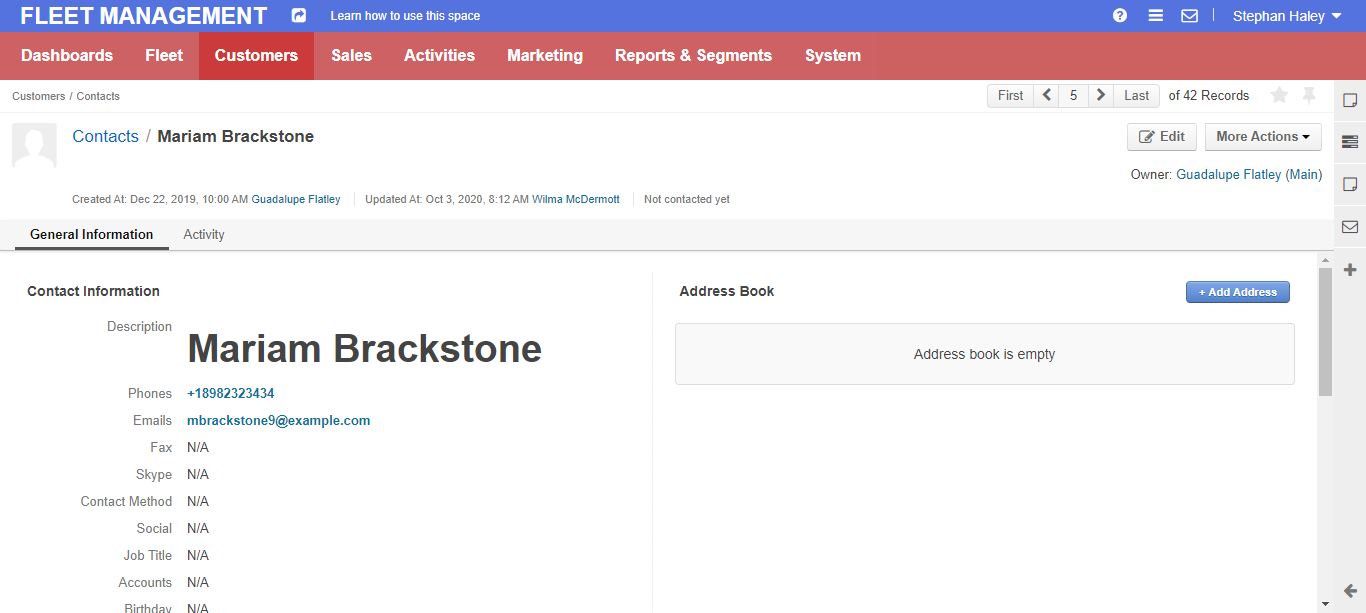 FLEET MANAGEMENT Learn how to use this space Stephan Haley
Dashboards Fleet Customers Sales Activities Marketing Reports & Segments System
Customers / Contacts First 5 Last of 42 Records
Contacts / Mariam Brackstone Edit More Actions
Owner: Guadalupe Flatley (Main)
Created At: Dec 22, 2019, 10:00 AM Guadalupe Flatley Updated At: Oct 3, 2020, 8:12 AM Wilma McDermott Not contacted yet
General Information Activity
Contact Information
Description Mariam Brackstone
Phones +18982323434
Emails mbrackstone9@example.com
Fax N/A
Skype N/A
Contact Method N/A
Social N/A
Job Title N/A
Accounts N/A
Birthday N/A
Address Book + Add Address
Address book is empty